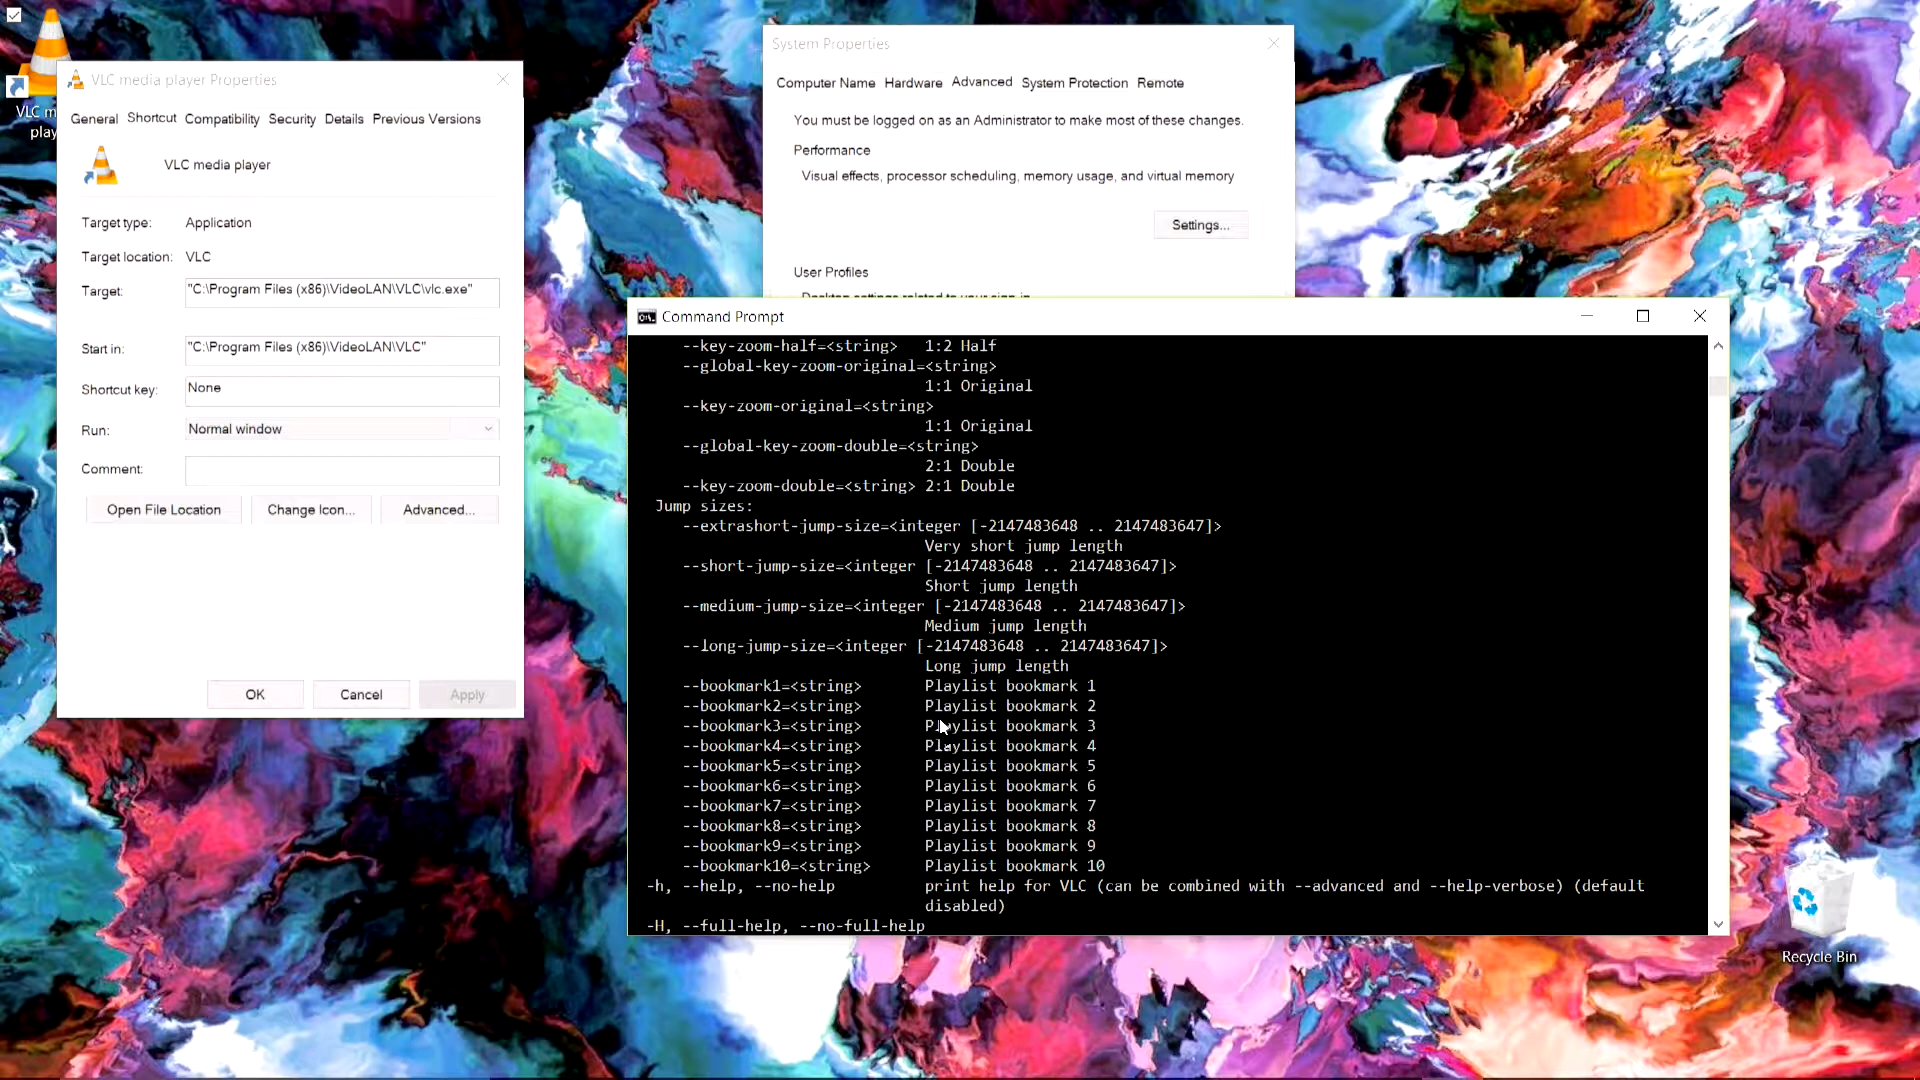 VLC m
play
VLC media player Properties
General Shortcut Compatibility Security Details Previous Versions
VLC media player
Target type: Application
Target location: VLC
Target: "C:\Program Files (x86)\VideoLAN\VLC\vlc.exe"
Start in: "C:\Program Files (x86)\VideoLAN\VLC"
Shortcut key: None
Run: Normal window
Comment:
Open File Location Change Icon... Advanced...
OK Cancel Apply
System Properties
Computer Name Hardware Advanced System Protection Remote
You must be logged on as an Administrator to make most of these changes.
Performance
Visual effects, processor scheduling, memory usage, and virtual memory
Settings...
User Profiles
Desktop settings related to your sign-in
Command Prompt
--key-zoom-half=<string> 1:2 Half
--global-key-zoom-original=<string>
1:1 Original
--key-zoom-original=<string>
1:1 Original
--global-key-zoom-double=<string>
2:1 Double
--key-zoom-double=<string> 2:1 Double
Jump sizes:
--extrashort-jump-size=<integer [-2147483648 .. 2147483647]>
Very short jump length
--short-jump-size=<integer [-2147483648 .. 2147483647]>
Short jump length
--medium-jump-size=<integer [-2147483648 .. 2147483647]>
Medium jump length
--long-jump-size=<integer [-2147483648 .. 2147483647]>
Long jump length
--bookmark1=<string> Playlist bookmark 1
--bookmark2=<string> Playlist bookmark 2
--bookmark3=<string> Playlist bookmark 3
--bookmark4=<string> Playlist bookmark 4
--bookmark5=<string> Playlist bookmark 5
--bookmark6=<string> Playlist bookmark 6
--bookmark7=<string> Playlist bookmark 7
--bookmark8=<string> Playlist bookmark 8
--bookmark9=<string> Playlist bookmark 9
--bookmark10=<string> Playlist bookmark 10
-h, --help, --no-help print help for VLC (can be combined with --advanced and --help-verbose) (default
disabled)
-H, --full-help, --no-full-help
Recycle Bin